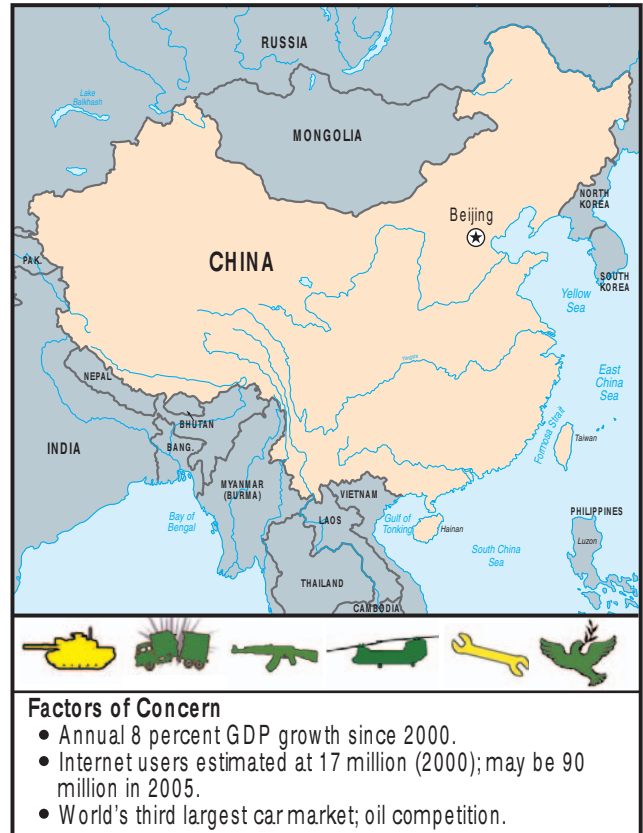 RUSSIA
Lake
Balkhash
MONGOLIA
NORTH
KOREA
Beijing
CHINA
PAK.
SOUTH
KOREA
Yellow
Sea
Yangtze
NEPAL
East
China
Sea
BHUTAN
Formosa Strait
Taiwan
INDIA
BANG.
MYANMAR
(BURMA)
VIETNAM
Bay of
Bengal
LAOS
Gulf of
Tonking
Hainan
PHILIPPINES
Luzon
South China
Sea
THAILAND
CAMBODIA
Factors of Concern
• Annual 8 percent GDP growth since 2000.
• Internet users estimated at 17 million (2000); may be 90
million in 2005.
• World's third largest car market; oil competition.